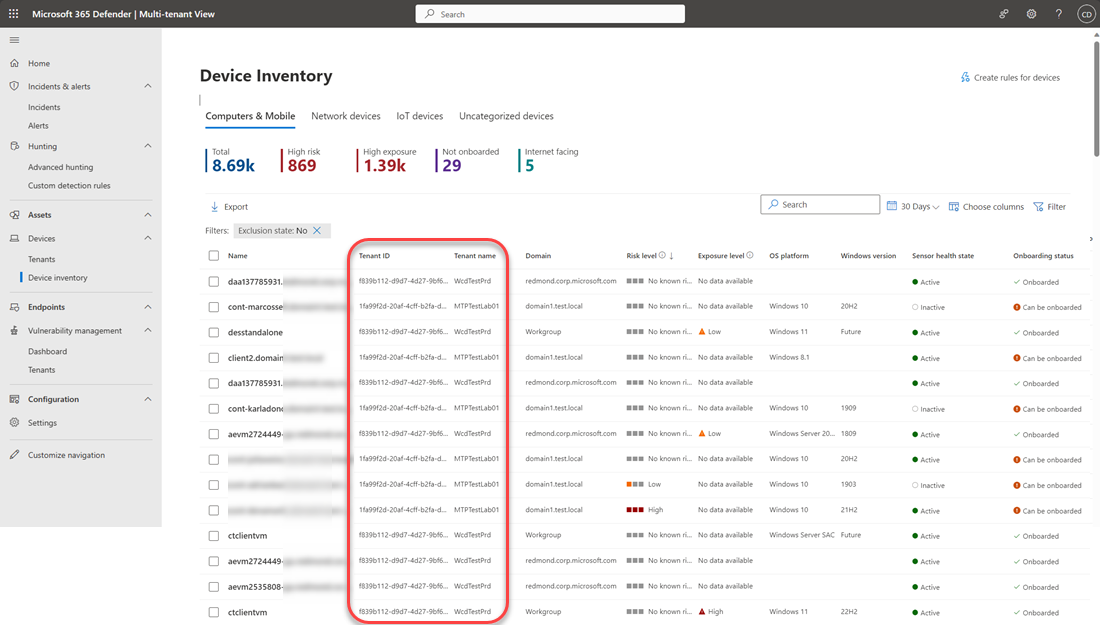 Microsoft 365 Defender | Multi-tenant View
Search
CD
Home
Incidents & alerts
Incidents
Alerts
Hunting
Advanced hunting
Custom detection rules
Assets
Devices
Tenants
Device inventory
Endpoints
Vulnerability management
Dashboard
Tenants
Configuration
Settings
Customize navigation
Device Inventory
Create rules for devices
Computers & Mobile Network devices IoT devices Uncategorized devices
Total High risk High exposure Not onboarded Internet facing
8.69k 869 1.39k 29 5
Export Search 30 Days Choose columns Filter
Filters: Exclusion state: No
Name Tenant ID Tenant name Domain Risk level Exposure level OS platform Windows version Sensor health state Onboarding status
daa137785931. f839b112-d9d7-4d27-9bf6... WcdTestPrd redmond.corp.microsoft.com No known ri... No data available Active Onboarded
cont-marcosse 1fa99f2d-20af-4cff-b2fa-d... MTPTestLab01 domain1.test.local No known ri... No data available Windows 10 20H2 Inactive Can be onboarded
desstandalone f839b112-d9d7-4d27-9bf6... WcdTestPrd Workgroup No known ri... Low Windows 11 Future Active Onboarded
client2.domain 1fa99f2d-20af-4cff-b2fa-d... MTPTestLab01 domain1.test.local No known ri... No data available Windows 8.1 Active Can be onboarded
daa137785931. f839b112-d9d7-4d27-9bf6... WcdTestPrd redmond.corp.microsoft.com No known ri... No data available Active Onboarded
cont-karladono 1fa99f2d-20af-4cff-b2fa-d... MTPTestLab01 domain1.test.local No known ri... No data available Windows 10 1909 Inactive Can be onboarded
aevm2724449- f839b112-d9d7-4d27-9bf6... WcdTestPrd redmond.corp.microsoft.com No known ri... Low Windows Server 20... 1809 Active Onboarded
1fa99f2d-20af-4cff-b2fa-d... MTPTestLab01 domain1.test.local No known ri... No data available Windows 10 20H2 Active Can be onboarded
1fa99f2d-20af-4cff-b2fa-d... MTPTestLab01 domain1.test.local Low No data available Windows 10 1903 Inactive Can be onboarded
1fa99f2d-20af-4cff-b2fa-d... MTPTestLab01 domain1.test.local High No data available Windows 10 21H2 Active Can be onboarded
ctclientvm f839b112-d9d7-4d27-9bf6... WcdTestPrd Workgroup No known ri... No data available Windows Server SAC Future Active Onboarded
aevm2724449- f839b112-d9d7-4d27-9bf6... WcdTestPrd redmond.corp.microsoft.com No known ri... No data available Active Onboarded
aevm2535808- f839b112-d9d7-4d27-9bf6... WcdTestPrd redmond.corp.microsoft.com No known ri... No data available Active Onboarded
ctclientvm f839b112-d9d7-4d27-9bf6... WcdTestPrd Workgroup No known ri... High Windows 11 22H2 Active Onboarded